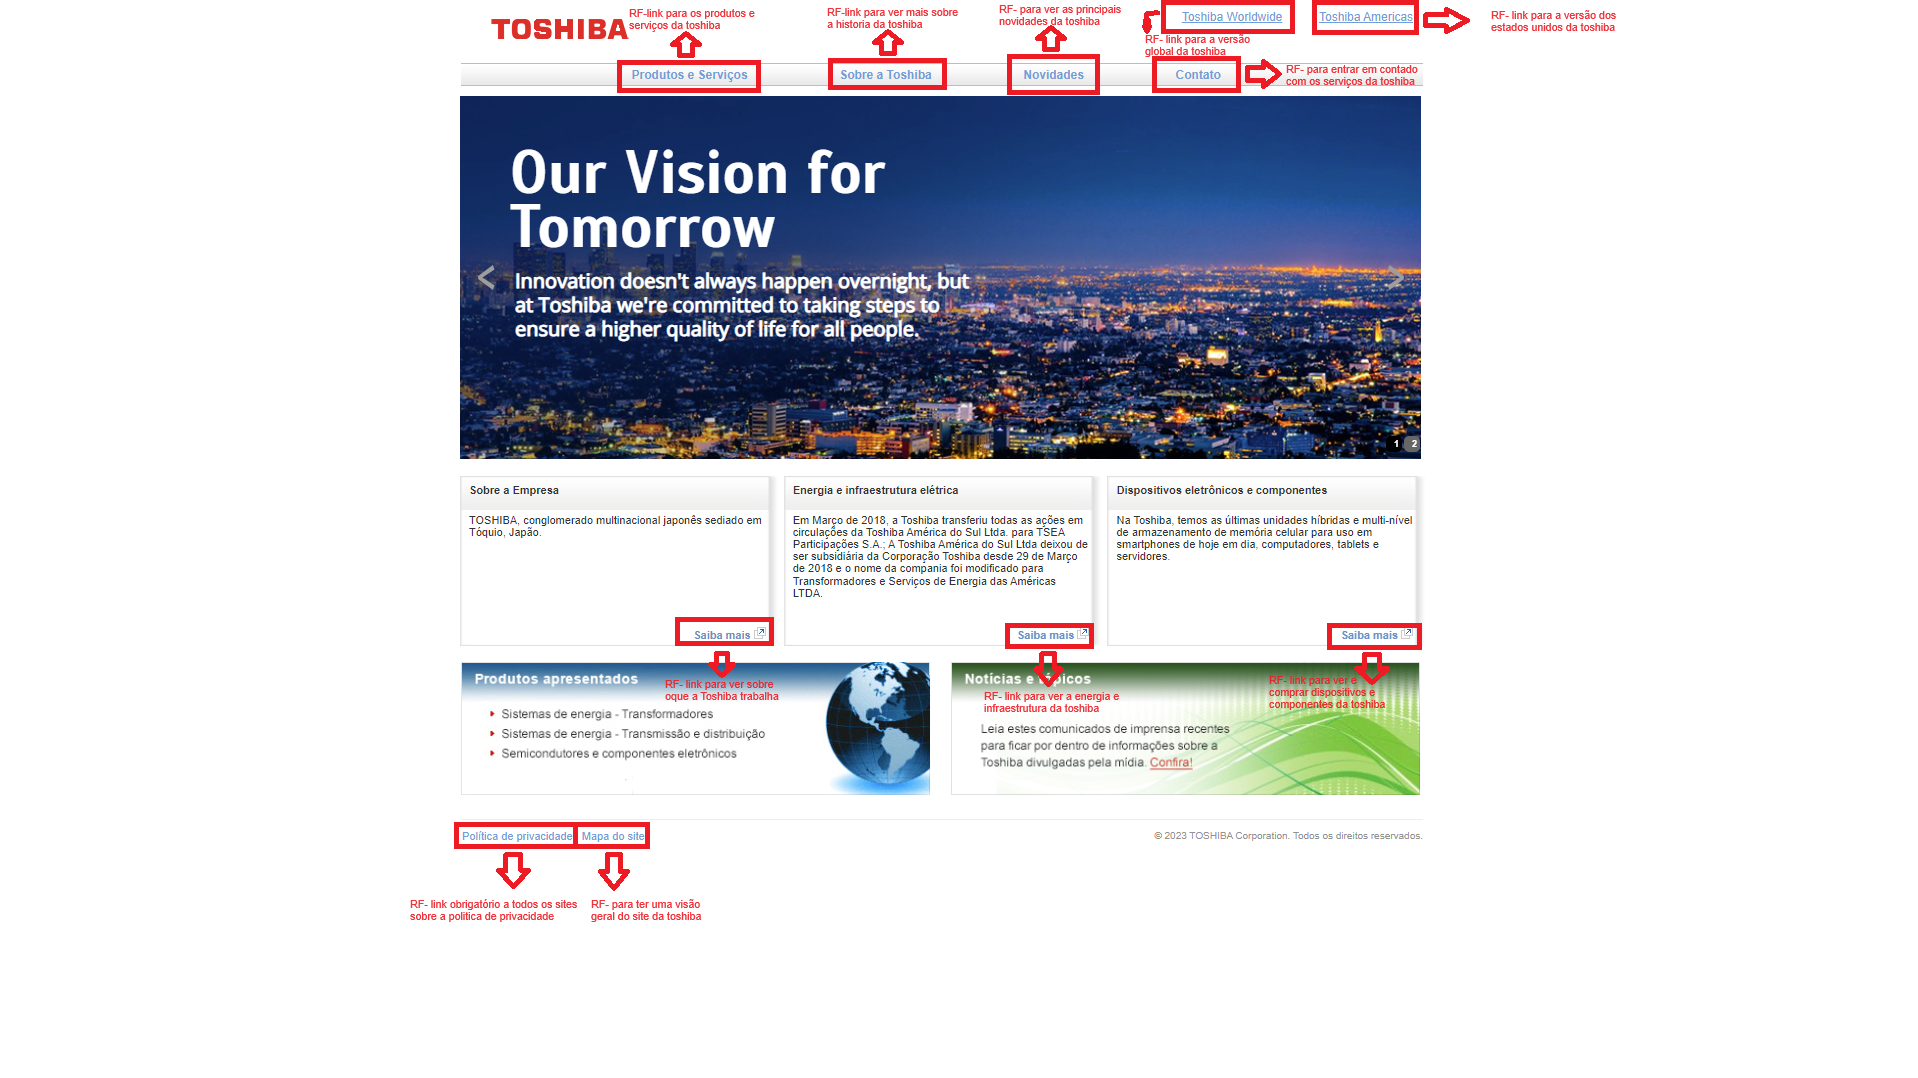 TOSHIBA
RF-link para os produtos e
serviços da toshiba
RF-link para ver mais sobre
a historia da toshiba
RF- para ver as principais
novidades da toshiba
Toshiba Worldwide
Toshiba Americas
RF- link para a versão dos
estados unidos da toshiba
RF- link para a versão
global da toshiba
Produtos e Serviços
Sobre a Toshiba
Novidades
Contato
RF- para entrar em contado
com os serviços da toshiba
Our Vision for
Tomorrow
Innovation doesn't always happen overnight, but
at Toshiba we're committed to taking steps to
ensure a higher quality of life for all people.
1 2
Sobre a Empresa
TOSHIBA, conglomerado multinacional japonês sediado em
Tóquio, Japão.
Saiba mais
Energia e infraestrutura elétrica
Em Março de 2018, a Toshiba transferiu todas as ações em
circulações da Toshiba América do Sul Ltda. para TSEA
Participações S.A.; A Toshiba América do Sul Ltda deixou de
ser subsidiária da Corporação Toshiba desde 29 de Março
de 2018 e o nome da compania foi modificado para
Transformadores e Serviços de Energia das Américas
LTDA.
Saiba mais
Dispositivos eletrônicos e componentes
Na Toshiba, temos as últimas unidades híbridas e multi-nível
de armazenamento de memória celular para uso em
smartphones de hoje em dia, computadores, tablets e
servidores.
Saiba mais
Produtos apresentados
RF- link para ver sobre
oque a Toshiba trabalha
Sistemas de energia - Transformadores
Sistemas de energia - Transmissão e distribuição
Semicondutores e componentes eletrônicos
Notícias e tópicos
RF- link para ver a energia e
infraestrutura da toshiba
RF- link para ver e
comprar dispositivos e
componentes da toshiba
Leia estes comunicados de imprensa recentes
para ficar por dentro de informações sobre a
Toshiba divulgadas pela mídia. Confira!
Política de privacidade
Mapa do site
© 2023 TOSHIBA Corporation. Todos os direitos reservados.
RF- link obrigatório a todos os sites
sobre a politica de privacidade
RF- para ter uma visão
geral do site da toshiba